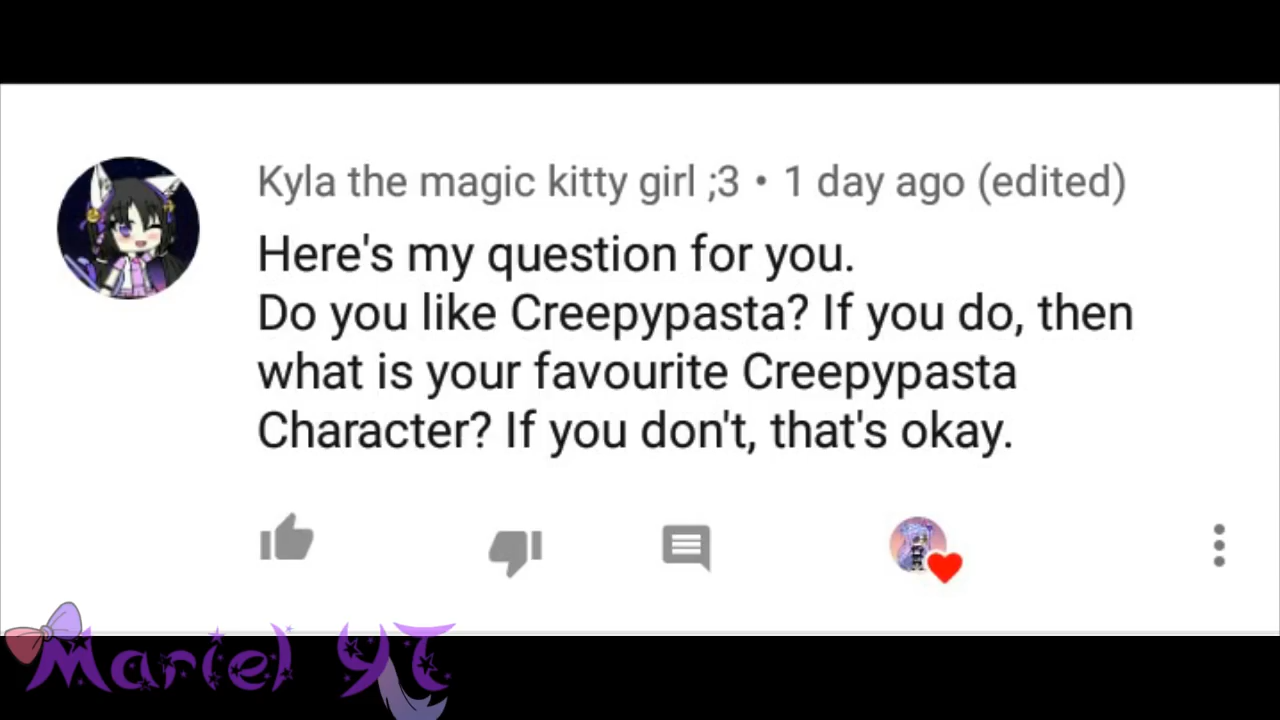 Kyla the magic kitty girl ;3 • 1 day ago (edited)
Here's my question for you.
Do you like Creepypasta? If you do, then
what is your favourite Creepypasta
Character? If you don't, that's okay.
Mariel YT